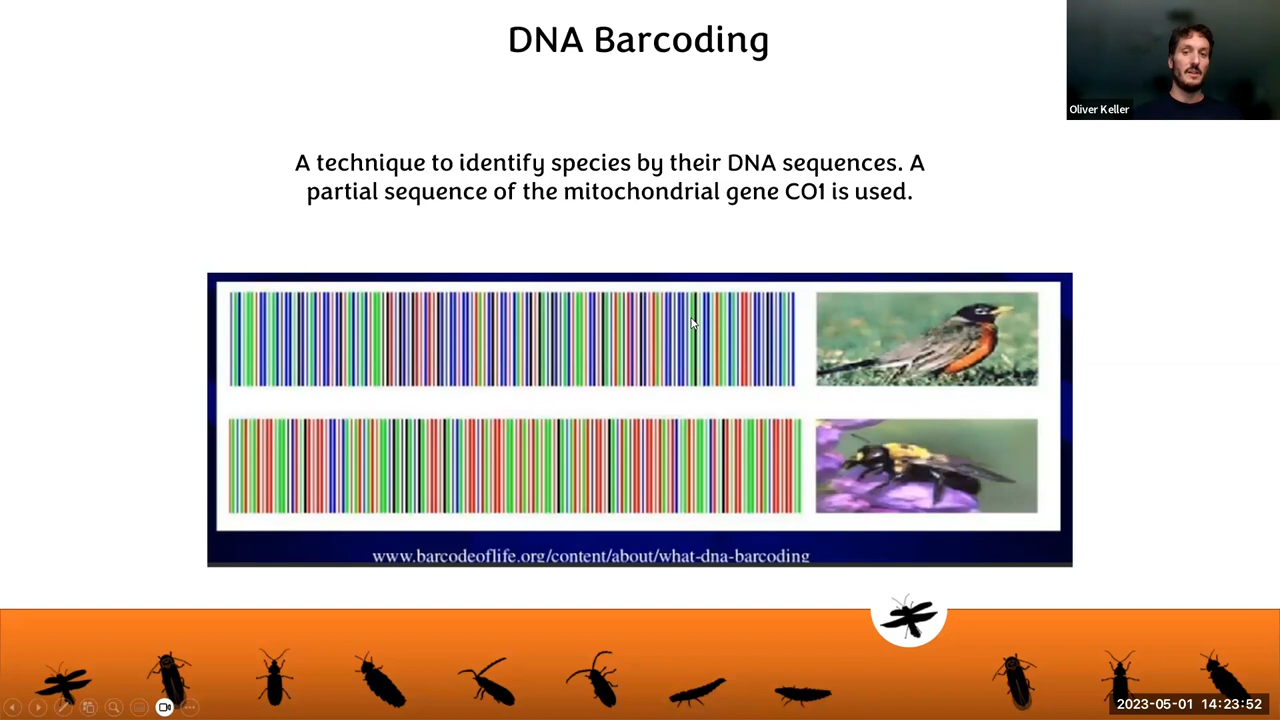 DNA Barcoding
Oliver Keller
A technique to identify species by their DNA sequences. A
partial sequence of the mitochondrial gene CO1 is used.
www.barcodeoflife.org/content/about/what-dna-barcoding
2023-05-01 14:23:52